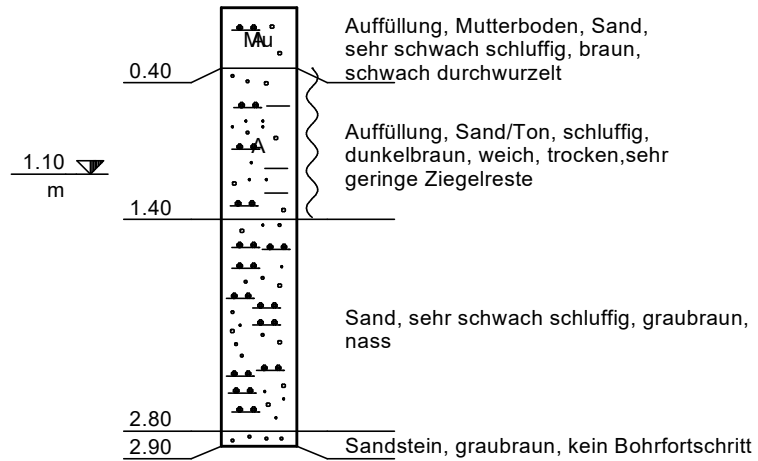 Auffüllung, Mutterboden, Sand,
Mu
A
sehr schwach schluffig, braun,
0.40
schwach durchwurzelt
Auffüllung, Sand/Ton, schluffig,
A
dunkelbraun, weich, trocken,sehr
1.10
m
geringe Ziegelreste
1.40
Sand, sehr schwach schluffig, graubraun,
nass
2.80
2.90
Sandstein, graubraun, kein Bohrfortschritt